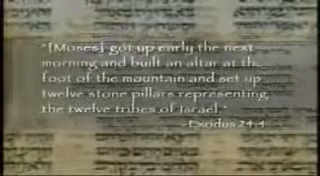 "[Moses] got up early the next
morning and built an altar at the
foot of the mountain and set up
twelve stone pillars representing
the twelve tribes of Israel."
-Exodus 24:4